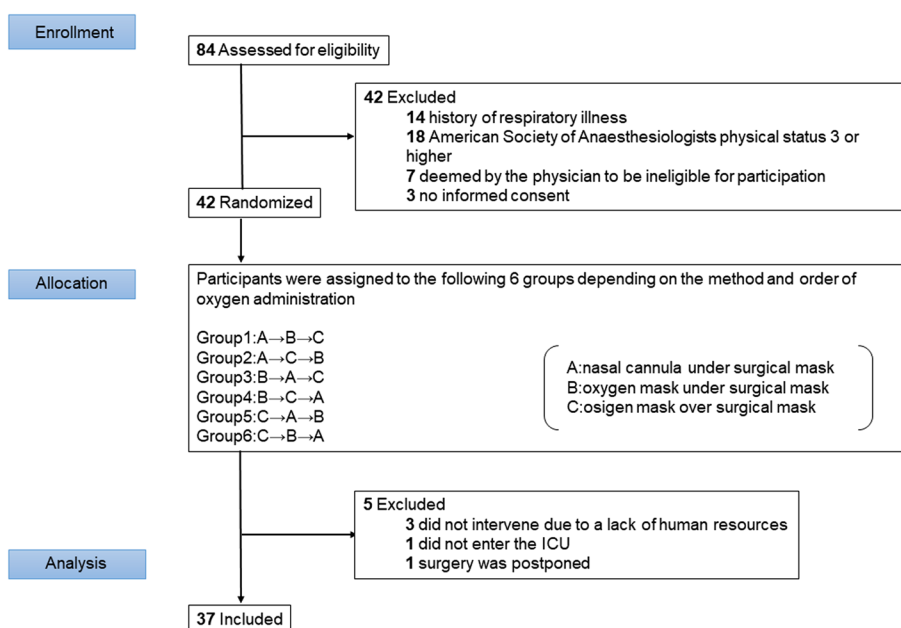 Enrollment
84 Assessed for eligibility
42 Excluded
14 history of respiratory illness
18 American Society of Anaesthesiologists physical status 3 or
higher
7 deemed by the physician to be ineligible for participation
3 no informed consent
42 Randomized
Allocation
Participants were assigned to the following 6 groups depending on the method and order of
oxygen administration
Group1:A→B→C
Group2:A→C→B
Group3:B→A→C
Group4:B→C→A
Group5:C→A→B
Group6:C→B→A
A:nasal cannula under surgical mask
B:oxygen mask under surgical mask
C:osigen mask over surgical mask
5 Excluded
3 did not intervene due to a lack of human resources
1 did not enter the ICU
1 surgery was postponed
Analysis
37 Included